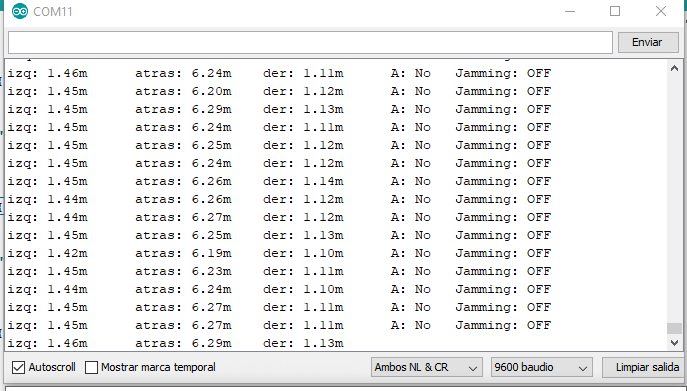 COM11
Enviar
izq: 1.46m atras: 6.24m der: 1.11m A: No Jamming: OFF
izq: 1.45m atras: 6.20m der: 1.12m A: No Jamming: OFF
izq: 1.45m atras: 6.29m der: 1.13m A: No Jamming: OFF
izq: 1.45m atras: 6.24m der: 1.11m A: No Jamming: OFF
izq: 1.45m atras: 6.25m der: 1.12m A: No Jamming: OFF
izq: 1.45m atras: 6.24m der: 1.12m A: No Jamming: OFF
izq: 1.45m atras: 6.26m der: 1.14m A: No Jamming: OFF
izq: 1.44m atras: 6.26m der: 1.12m A: No Jamming: OFF
izq: 1.44m atras: 6.27m der: 1.12m A: No Jamming: OFF
izq: 1.45m atras: 6.25m der: 1.13m A: No Jamming: OFF
izq: 1.42m atras: 6.19m der: 1.10m A: No Jamming: OFF
izq: 1.45m atras: 6.23m der: 1.11m A: No Jamming: OFF
izq: 1.44m atras: 6.24m der: 1.10m A: No Jamming: OFF
izq: 1.45m atras: 6.27m der: 1.11m A: No Jamming: OFF
izq: 1.45m atras: 6.27m der: 1.11m A: No Jamming: OFF
izq: 1.46m atras: 6.29m der: 1.13m
Autoscroll Mostrar marca temporal Ambos NL & CR 9600 baudio Limpiar salida